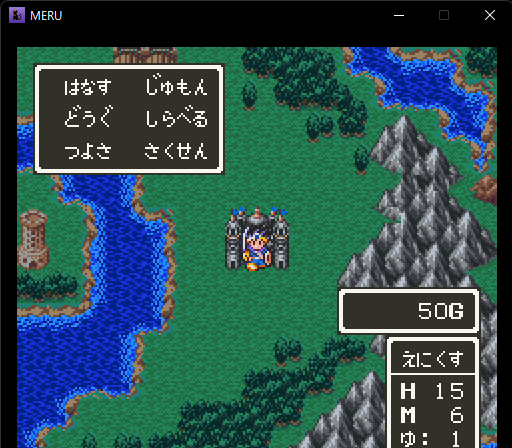 MERU
はなす じゅもん
どうぐ しらべる
つよさ さくせん
50G
えにくす
H 15
M 6
ゆ: 1